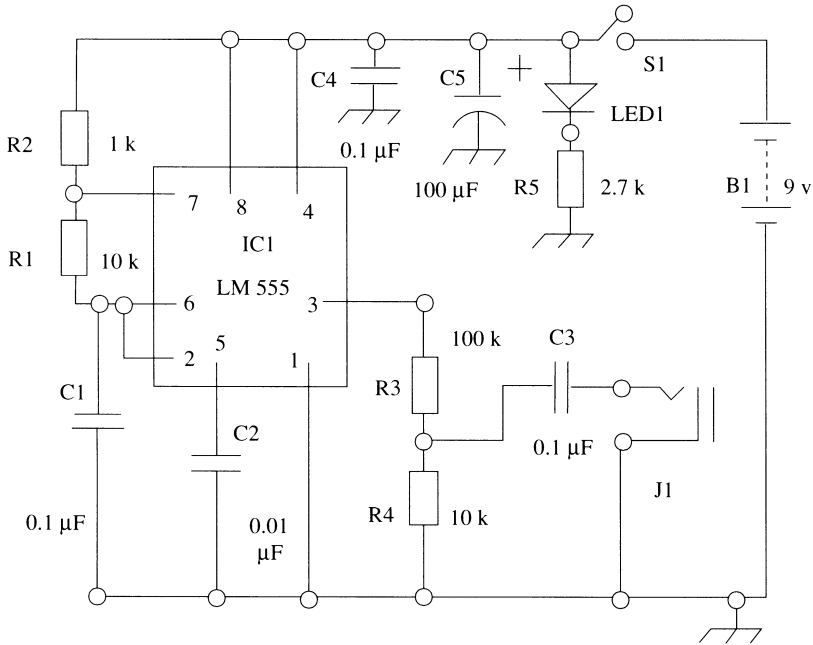 S1
C4
C5
+
LED1
R2
1 k
0.1 µF
100 µF
R5
2.7 k
B1
9 v
7
8
4
IC1
R1
10 k
LM 555
6
3
5
2
1
100 k
C3
R3
C1
C2
0.1 µF
J1
0.1 µF
0.01
µF
R4
10 k